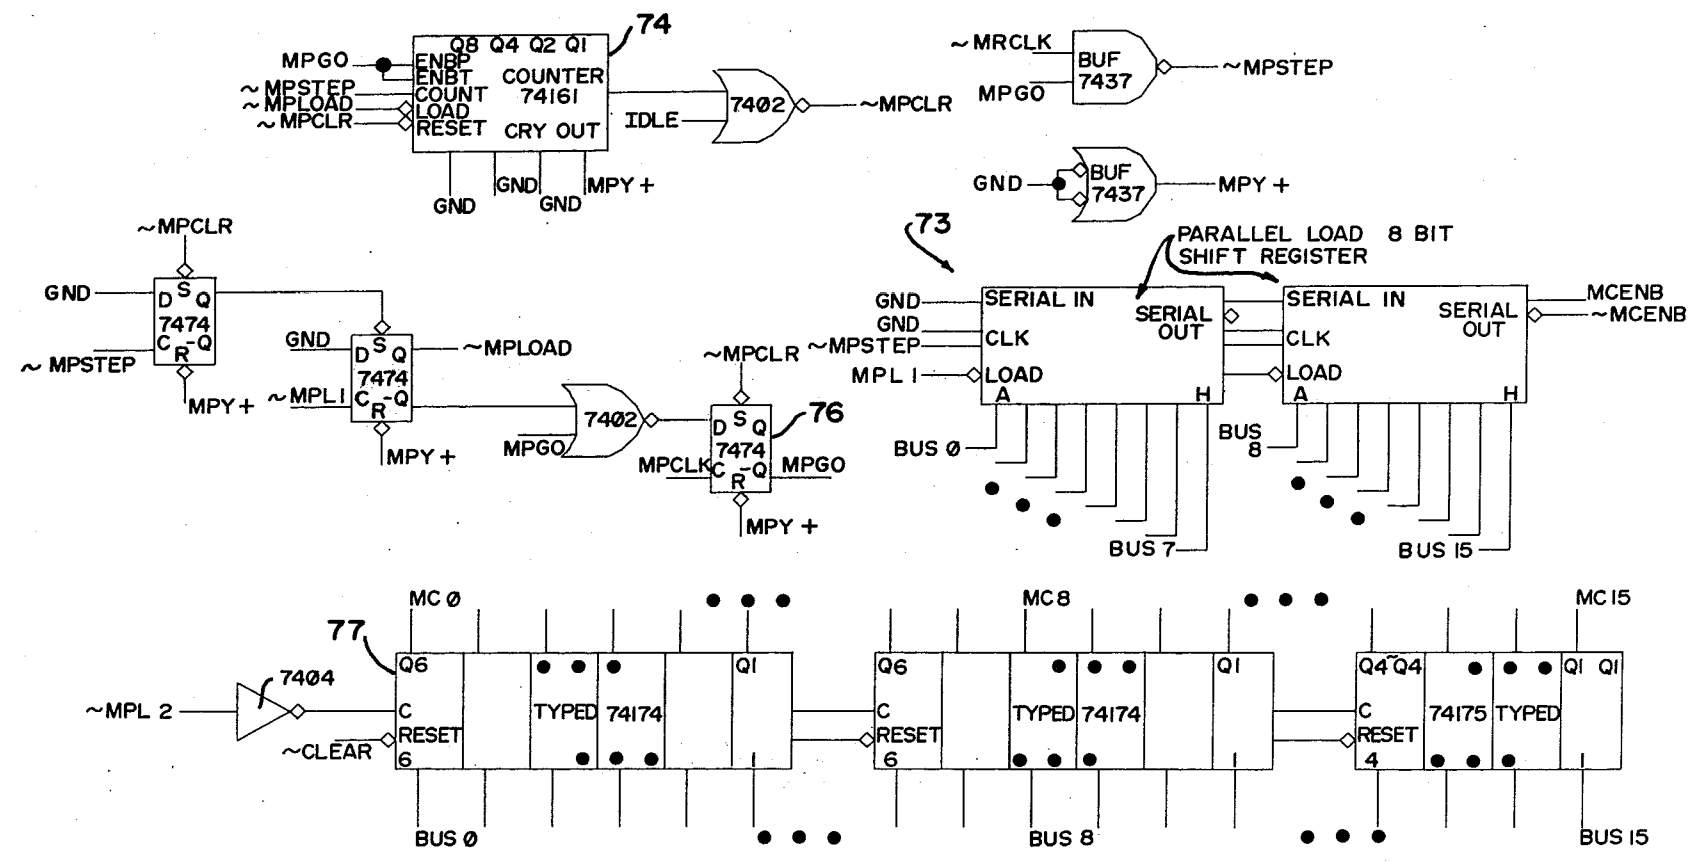 74
Q8 Q4 Q2 Q1
MPGO
ENBP
ENBT
~MPSTEP
COUNT
~MPLOAD
LOAD
~MPCLR
RESET
COUNTER
74161
CRY OUT
GND
GND
GND
MPY +
7402
IDLE
~MPCLR
~MRCLK
MPGO
BUF
7437
~MPSTEP
GND
BUF
7437
MPY +
~MPCLR
GND
D S Q
7474
C R -Q
~ MPSTEP
MPY +
GND
D S Q
7474
C R -Q
~MPLOAD
~MPL1
MPY +
7402
MPGO
~MPCLR
76
D S Q
7474
C R -Q
MPCLK
MPGO
MPY +
73
PARALLEL LOAD 8 BIT
SHIFT REGISTER
GND
GND
~MPSTEP
MPL1
SERIAL IN
CLK
LOAD
SERIAL
OUT
A H
SERIAL IN
CLK
LOAD
SERIAL
OUT
A H
MCENB
~MCENB
BUS 0
BUS 7
BUS
8
BUS 15
MC 0
MC 8
MC 15
77
7404
~MPL 2
~CLEAR
Q6 Q1
C
RESET
6 1
TYPED 74174
Q6 Q1
C
RESET
6 1
TYPED 74174
Q4 ~Q4 Q1 Q1
C
RESET
4 1
74175 TYPED
BUS 0
BUS 8
BUS 15